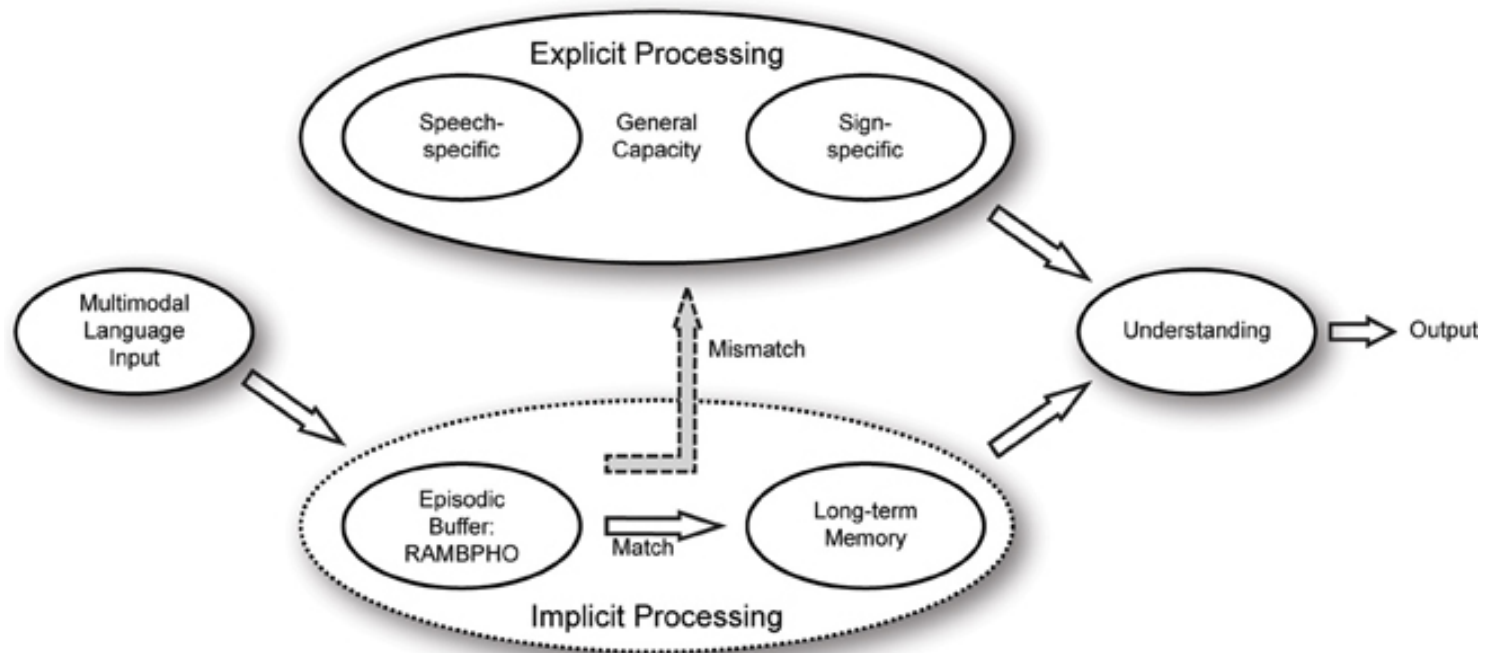 Explicit Processing
Speech-
specific
General
Capacity
Sign-
specific
Multimodal
Language
Input
Mismatch
Understanding
Output
Episodic
Buffer:
RAMBPHO
Match
Long-term
Memory
Implicit Processing